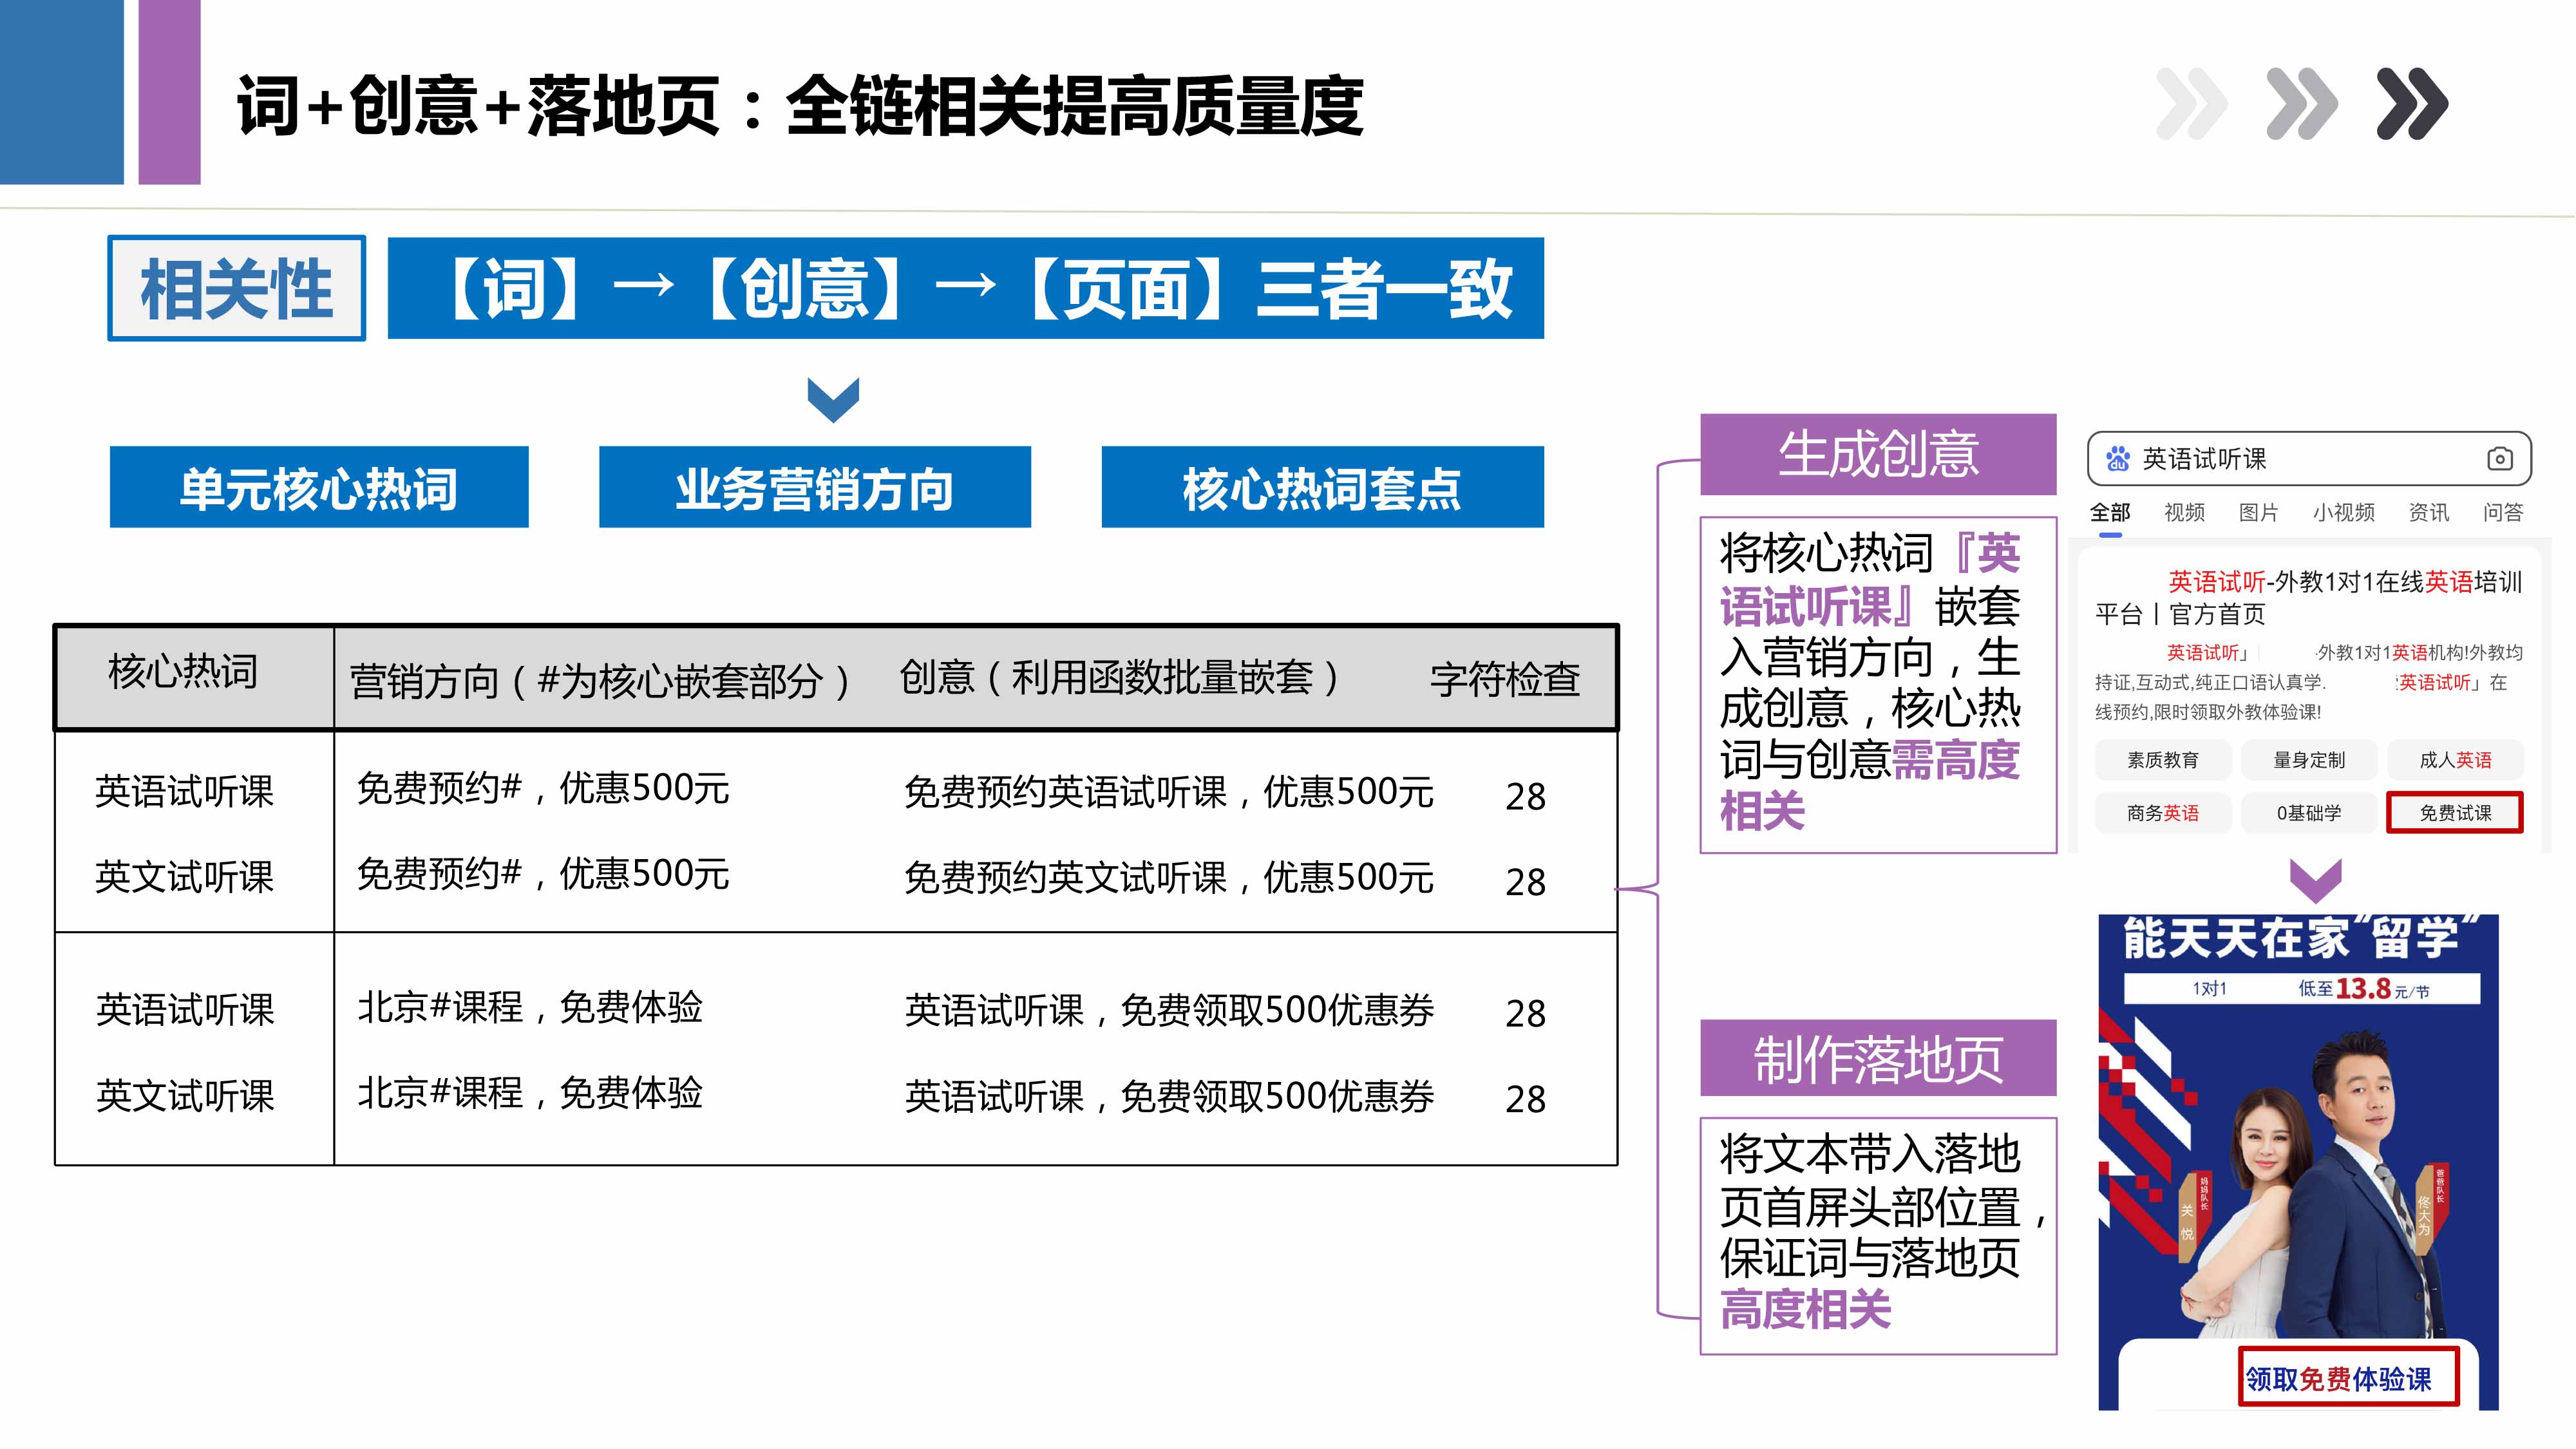 词+创意+落地页：全链相关提高质量度
相关性
【词】→【创意】→【页面】三者一致
单元核心热词
业务营销方向
核心热词套点
核心热词 营销方向（#为核心嵌套部分） 创意（利用函数批量嵌套） 字符检查
英语试听课 免费预约#，优惠500元 免费预约英语试听课，优惠500元 28
英文试听课 免费预约#，优惠500元 免费预约英文试听课，优惠500元 28
英语试听课 北京#课程，免费体验 英语试听课，免费领取500优惠券 28
英文试听课 北京#课程，免费体验 英语试听课，免费领取500优惠券 28
生成创意
将核心热词『英
语试听课』嵌套
入营销方向，生
成创意，核心热
词与创意需高度
相关
制作落地页
将文本带入落地
页首屏头部位置，
保证词与落地页
高度相关
du 英语试听课
全部 视频 图片 小视频 资讯 问答
英语试听-外教1对1在线英语培训
平台丨官方首页
英语试听」 ·外教1对1英语机构!外教均
持证,互动式,纯正口语认真学. 英语试听」在
线预约,限时领取外教体验课!
素质教育 量身定制 成人英语
商务英语 0基础学 免费试课
能天天在家"留学"
1对1 低至13.8元/节
妈妈队长
关悦
爸爸队长
佟大为
领取免费体验课